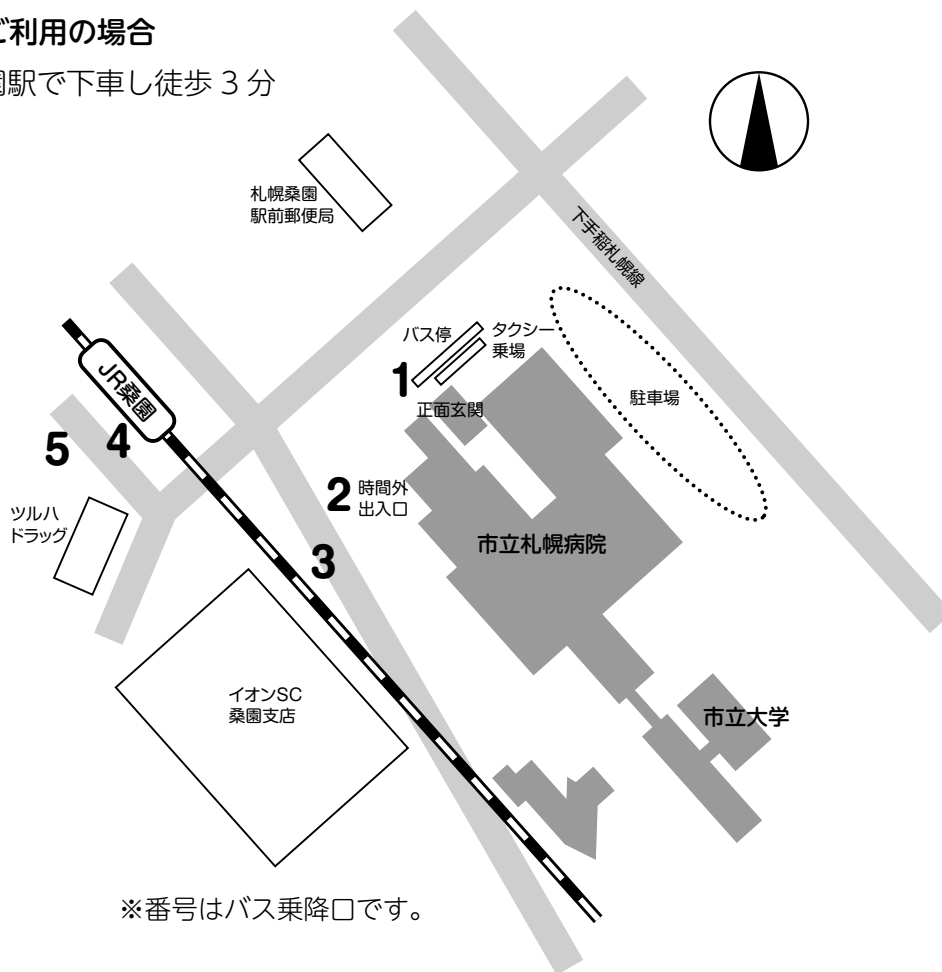 ご利用の場合
園駅で下車し徒歩 3 分
札幌桑園
駅前郵便局
下手稲札幌線
バス停
タクシー
乗場
1
正面玄関
駐車場
JR桑園
5
4
2
時間外
出入口
ツルハ
ドラッグ
3
市立札幌病院
イオンSC
桑園支店
市立大学
※番号はバス乗降口です。